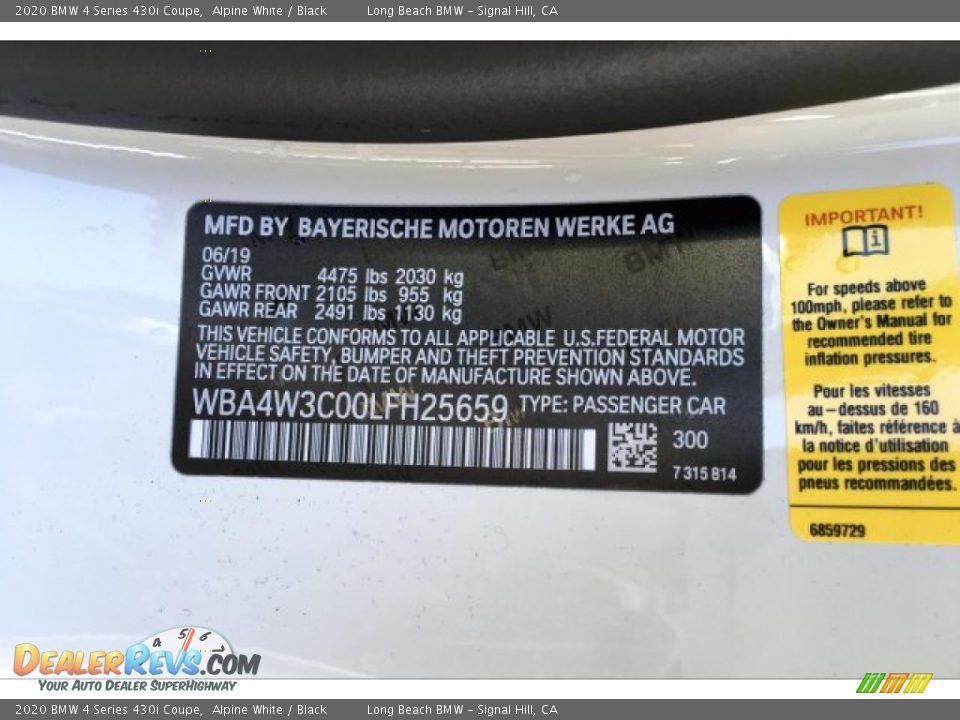 2020 BMW 4 Series 430i Coupe,  Alpine White / Black          Long Beach BMW - Signal Hill, CA
MFD BY BAYERISCHE MOTOREN WERKE AG
06/19
GVWR 4475 lbs 2030 kg
GAWR FRONT 2105 lbs 955 kg
GAWR REAR 2491 lbs 1130 kg
THIS VEHICLE CONFORMS TO ALL APPLICABLE U.S.FEDERAL MOTOR
VEHICLE SAFETY, BUMPER AND THEFT PREVENTION STANDARDS
IN EFFECT ON THE DATE OF MANUFACTURE SHOWN ABOVE.
WBA4W3C00LFH25659 TYPE: PASSENGER CAR
300
7315814
IMPORTANT!
For speeds above
100mph, please refer to
the Owner's Manual for
recommended tire
inflation pressures.
Pour les vitesses
au-dessus de 160
km/h, faites référence à
la notice d'utilisation
pour les pressions des
pneus recommandées.
6859729
4 5 6
DealerRevs.com
Your Auto Dealer SuperHighway
2020 BMW 4 Series 430i Coupe,  Alpine White / Black          Long Beach BMW - Signal Hill, CA